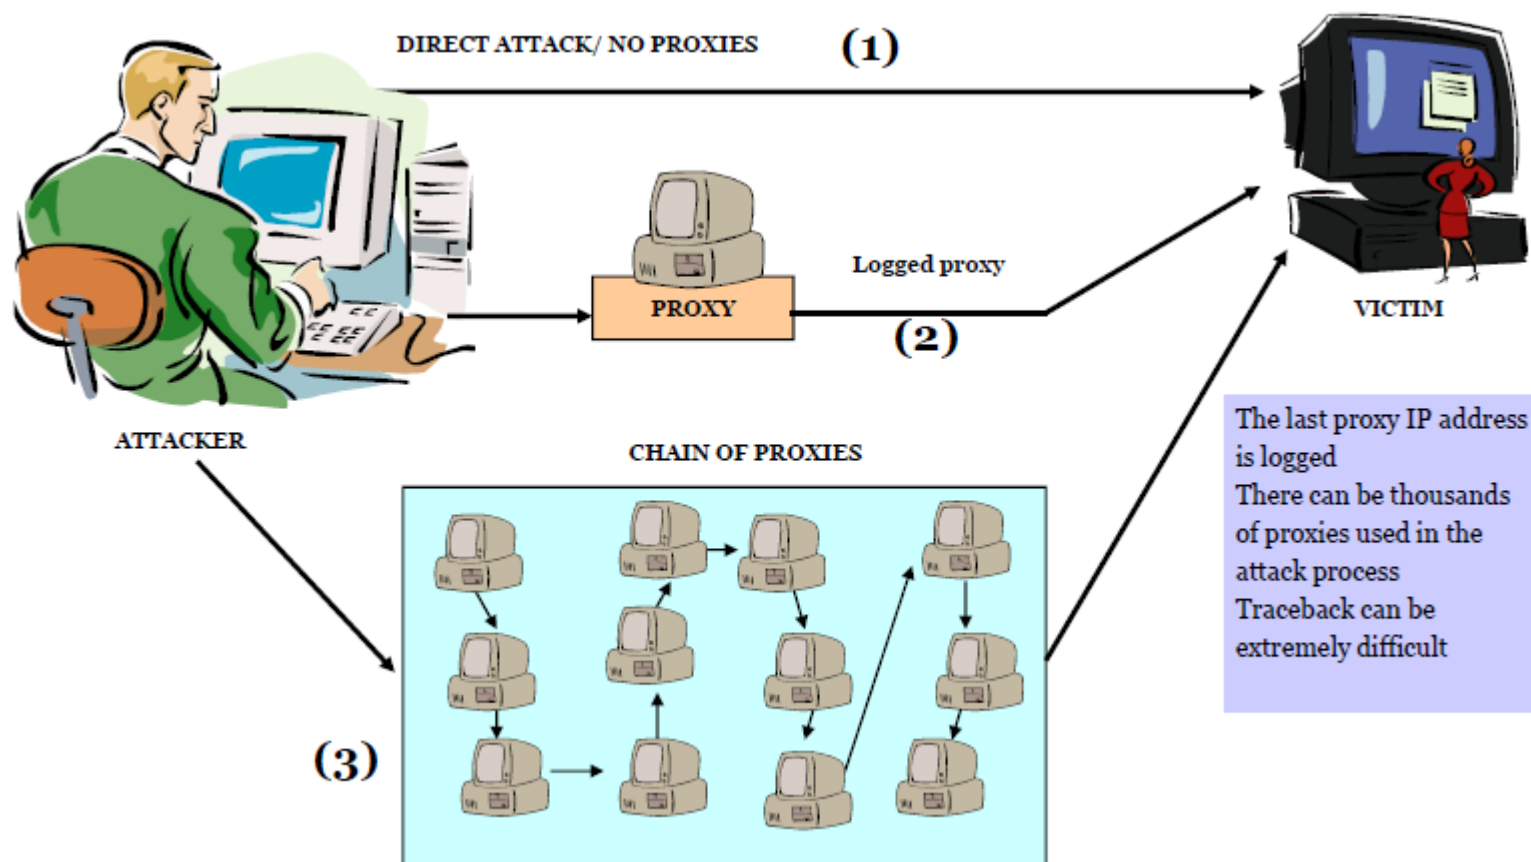 DIRECT ATTACK/ NO PROXIES
(1)
PROXY
Logged proxy
(2)
VICTIM
ATTACKER
CHAIN OF PROXIES
(3)
The last proxy IP address
is logged
There can be thousands
of proxies used in the
attack process
Traceback can be
extremely difficult